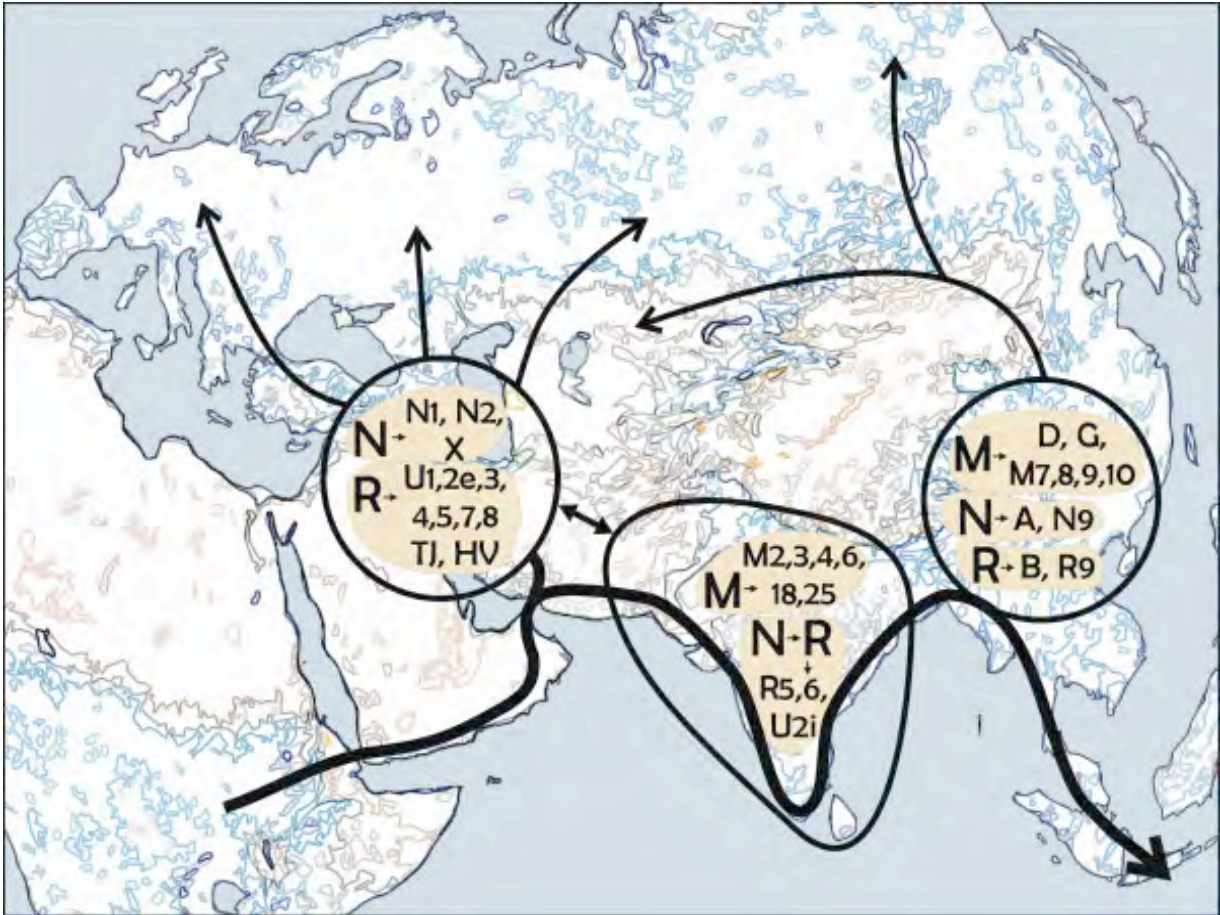 N→ N1, N2,
X
R→ U1,2e,3,
4,5,7,8
TJ, HV
M→ M2,3,4,6,
18,25
N→R
↓
R5,6,
U2i
M→ D, G,
M7,8,9,10
N→A, N9
R→B, R9